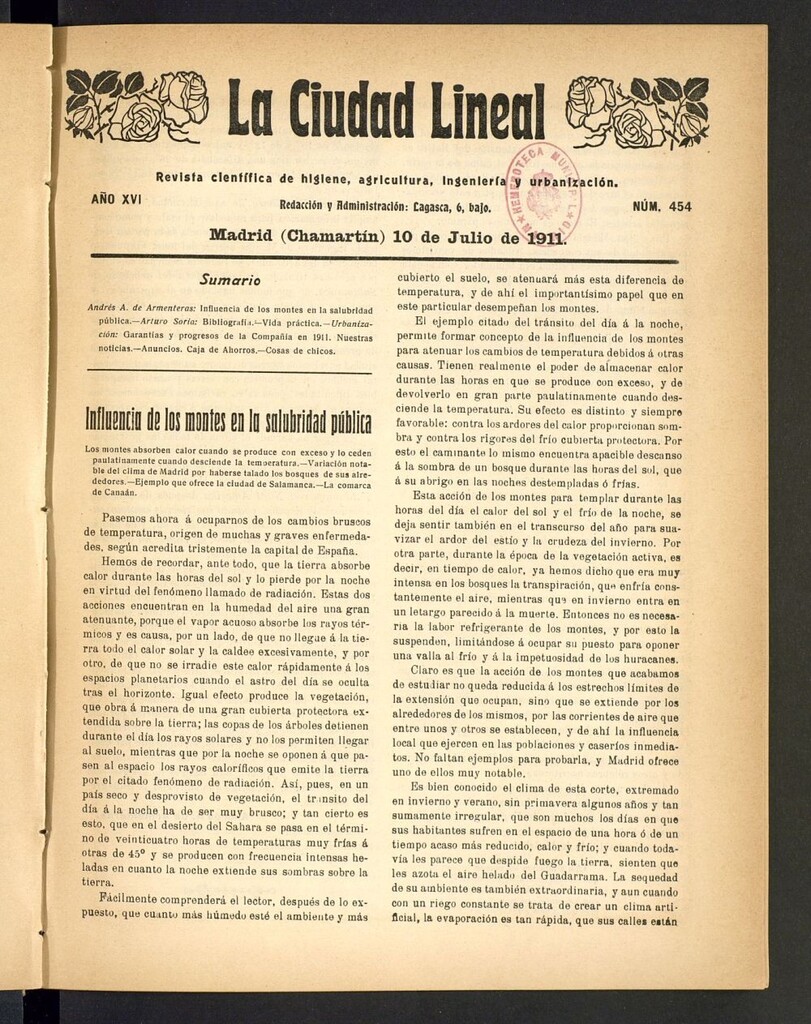 La Ciudad Lineal
Revista científica de higiene, agricultura, ingeniería y urbanización.
AÑO XVI
Redacción y Administración: Lagasca, 6, bajo.
NÚM. 454
HEMEROTECA MUNICIPAL
Madrid (Chamartín) 10 de Julio de 1911.
Sumario
Andrés A. de Armenteras: Influencia de los montes en la salubridad
pública.—Arturo Soria: Bibliografía.—Vida práctica.—Urbaniza-
ción: Garantías y progresos de la Compañía en 1911. Nuestras
noticias.—Anuncios. Caja de Ahorros.—Cosas de chicos.
Influencia de los montes en la salubridad pública
Los montes absorben calor cuando se produce con exceso y lo ceden
paulatinamente cuando desciende la temperatura.—Variación nota-
ble del clima de Madrid por haberse talado los bosques de sus alre-
dedores.—Ejemplo que ofrece la ciudad de Salamanca.—La comarca
de Canaán.
Pasemos ahora á ocuparnos de los cambios bruscos
de temperatura, origen de muchas y graves enfermeda-
des, según acredita tristemente la capital de España.
Hemos de recordar, ante todo, que la tierra absorbe
calor durante las horas del sol y lo pierde por la noche
en virtud del fenómeno llamado de radiación. Estas dos
acciones encuentran en la humedad del aire una gran
atenuante, porque el vapor acuoso absorbe los rayos tér-
micos y es causa, por un lado, de que no llegue á la tie-
rra todo el calor solar y la caldee excesivamente, y por
otro, de que no se irradie este calor rápidamente á los
espacios planetarios cuando el astro del día se oculta
tras el horizonte. Igual efecto produce la vegetación,
que obra á manera de una gran cubierta protectora ex-
tendida sobre la tierra; las copas de los árboles detienen
durante el día los rayos solares y no los permiten llegar
al suelo, mientras que por la noche se oponen á que pa-
sen al espacio los rayos caloríficos que emite la tierra
por el citado fenómeno de radiación. Así, pues, en un
país seco y desprovisto de vegetación, el tránsito del
día á la noche ha de ser muy brusco; y tan cierto es
esto, que en el desierto del Sahara se pasa en el térmi-
no de veinticuatro horas de temperaturas muy frías á
otras de 45° y se producen con frecuencia intensas he-
ladas en cuanto la noche extiende sus sombras sobre la
tierra.
Fácilmente comprenderá el lector, después de lo ex-
puesto, que cuanto más húmedo esté el ambiente y más
cubierto el suelo, se atenuará más esta diferencia de
temperatura, y de ahí el importantísimo papel que en
este particular desempeñan los montes.
El ejemplo citado del tránsito del día á la noche,
permite formar concepto de la influencia de los montes
para atenuar los cambios de temperatura debidos á otras
causas. Tienen realmente el poder de almacenar calor
durante las horas en que se produce con exceso, y de
devolverlo en gran parte paulatinamente cuando des-
ciende la temperatura. Su efecto es distinto y siempre
favorable: contra los ardores del calor proporcionan som-
bra y contra los rigores del frío cubierta protectora. Por
esto el caminante lo mismo encuentra apacible descanso
á la sombra de un bosque durante las horas del sol, que
á su abrigo en las noches destempladas ó frías.
Esta acción de los montes para templar durante las
horas del día el calor del sol y el frío de la noche, se
deja sentir también en el transcurso del año para sua-
vizar el ardor del estío y la crudeza del invierno. Por
otra parte, durante la época de la vegetación activa, es
decir, en tiempo de calor, ya hemos dicho que era muy
intensa en los bosques la transpiración, que enfría cons-
tantemente el aire, mientras que en invierno entra en
un letargo parecido á la muerte. Entonces no es necesa-
ria la labor refrigerante de los montes, y por esto la
suspenden, limitándose á ocupar su puesto para oponer
una valla al frío y á la impetuosidad de los huracanes.
Claro es que la acción de los montes que acabamos
de estudiar no queda reducida á los estrechos límites de
la extensión que ocupan, sino que se extiende por los
alrededores de los mismos, por las corrientes de aire que
entre unos y otros se establecen, y de ahí la influencia
local que ejercen en las poblaciones y caseríos inmedia-
tos. No faltan ejemplos para probarla, y Madrid ofrece
uno de ellos muy notable.
Es bien conocido el clima de esta corte, extremado
en invierno y verano, sin primavera algunos años y tan
sumamente irregular, que son muchos los días en que
sus habitantes sufren en el espacio de una hora ó de un
tiempo acaso más reducido, calor y frío; y cuando toda-
vía les parece que despide fuego la tierra, sienten que
les azota el aire helado del Guadarrama. La sequedad
de su ambiente es también extraordinaria, y aun cuando
con un riego constante se trata de crear un clima arti-
ficial, la evaporación es tan rápida, que sus calles están